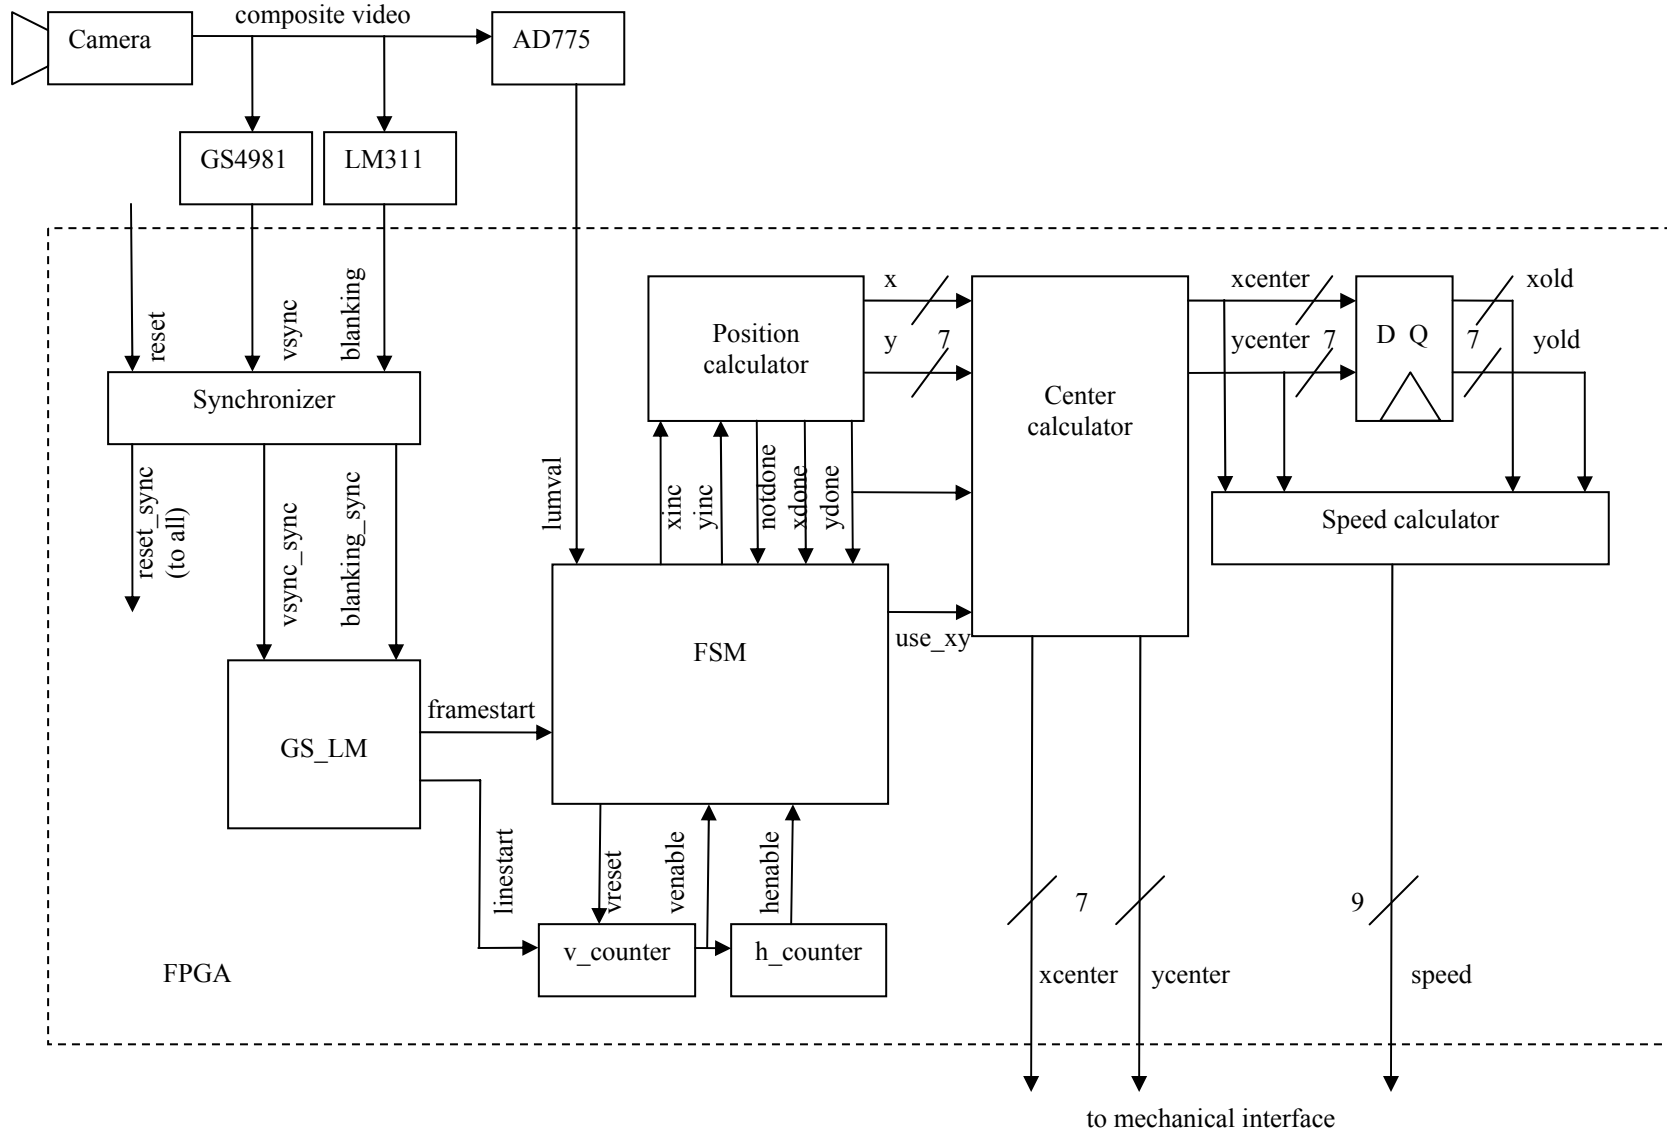 composite video
Camera
AD775
GS4981
LM311
reset
vsync
blanking
Synchronizer
reset_sync
(to all)
vsync_sync
blanking_sync
lumval
Position
calculator
x
y
7
xinc
yinc
notdone
xdone
ydone
Center
calculator
xcenter
ycenter
7
D Q
7
xold
yold
Speed calculator
FSM
use_xy
GS_LM
framestart
linestart
vreset
venable
henable
v_counter
h_counter
FPGA
7
9
xcenter
ycenter
speed
to mechanical interface